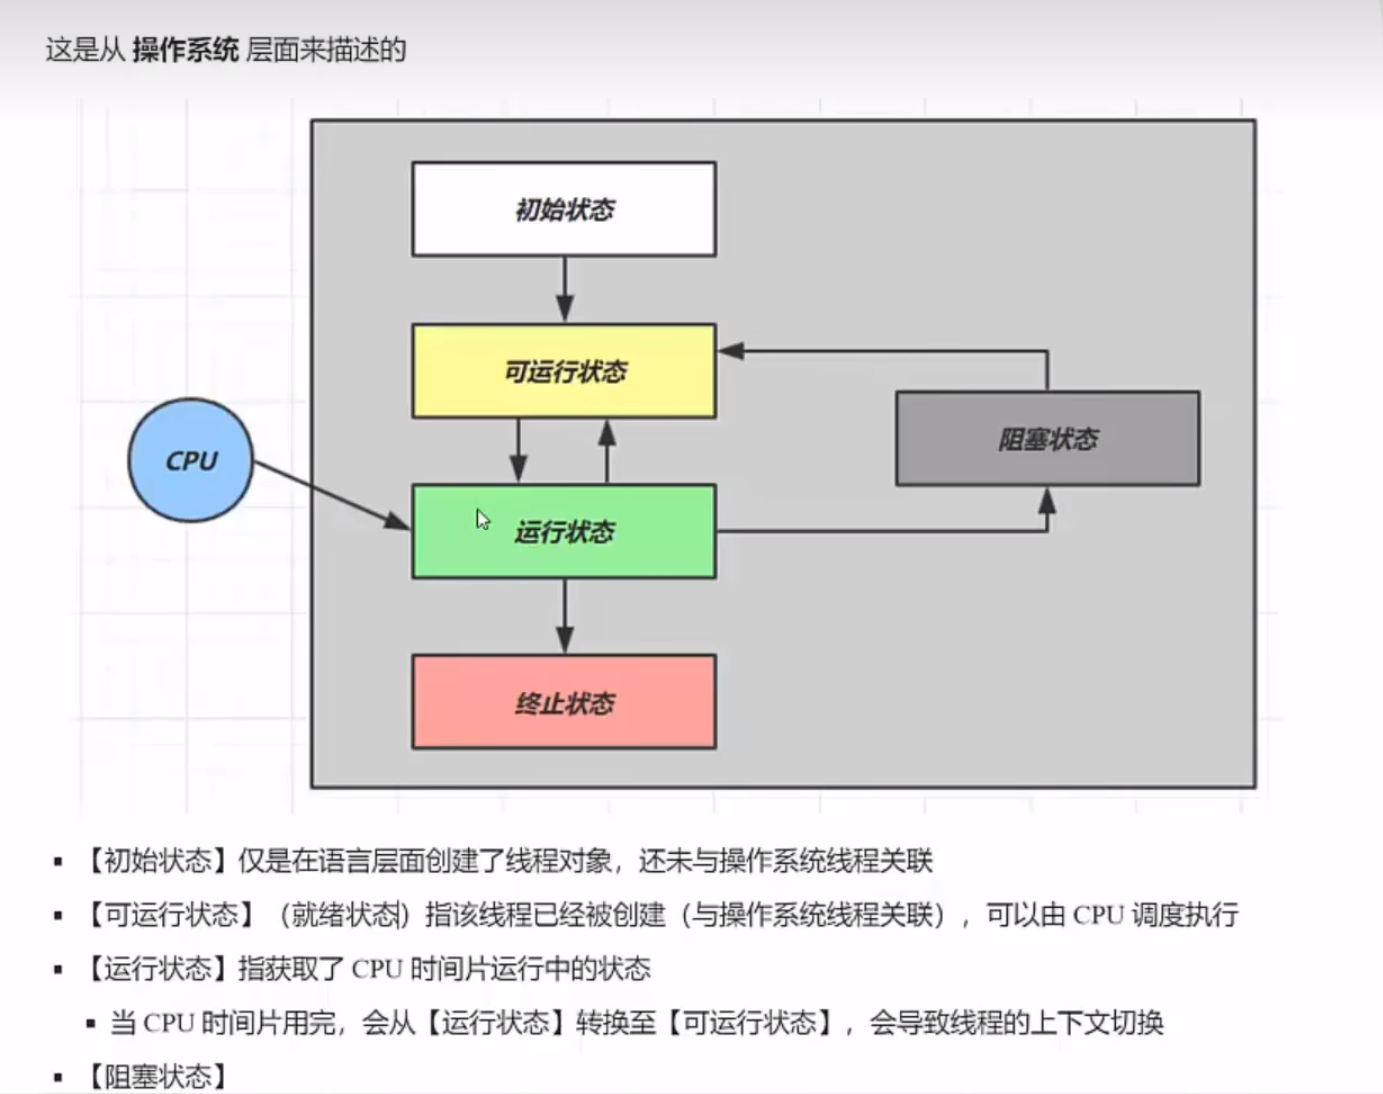 这是从 操作系统 层面来描述的
初始状态
可运行状态
阻塞状态
CPU
运行状态
终止状态
▪ 【初始状态】仅是在语言层面创建了线程对象，还未与操作系统线程关联
▪ 【可运行状态】（就绪状态）指该线程已经被创建（与操作系统线程关联），可以由 CPU 调度执行
▪ 【运行状态】指获取了 CPU 时间片运行中的状态
▪ 当 CPU 时间片用完，会从【运行状态】转换至【可运行状态】，会导致线程的上下文切换
▪ 【阻塞状态】